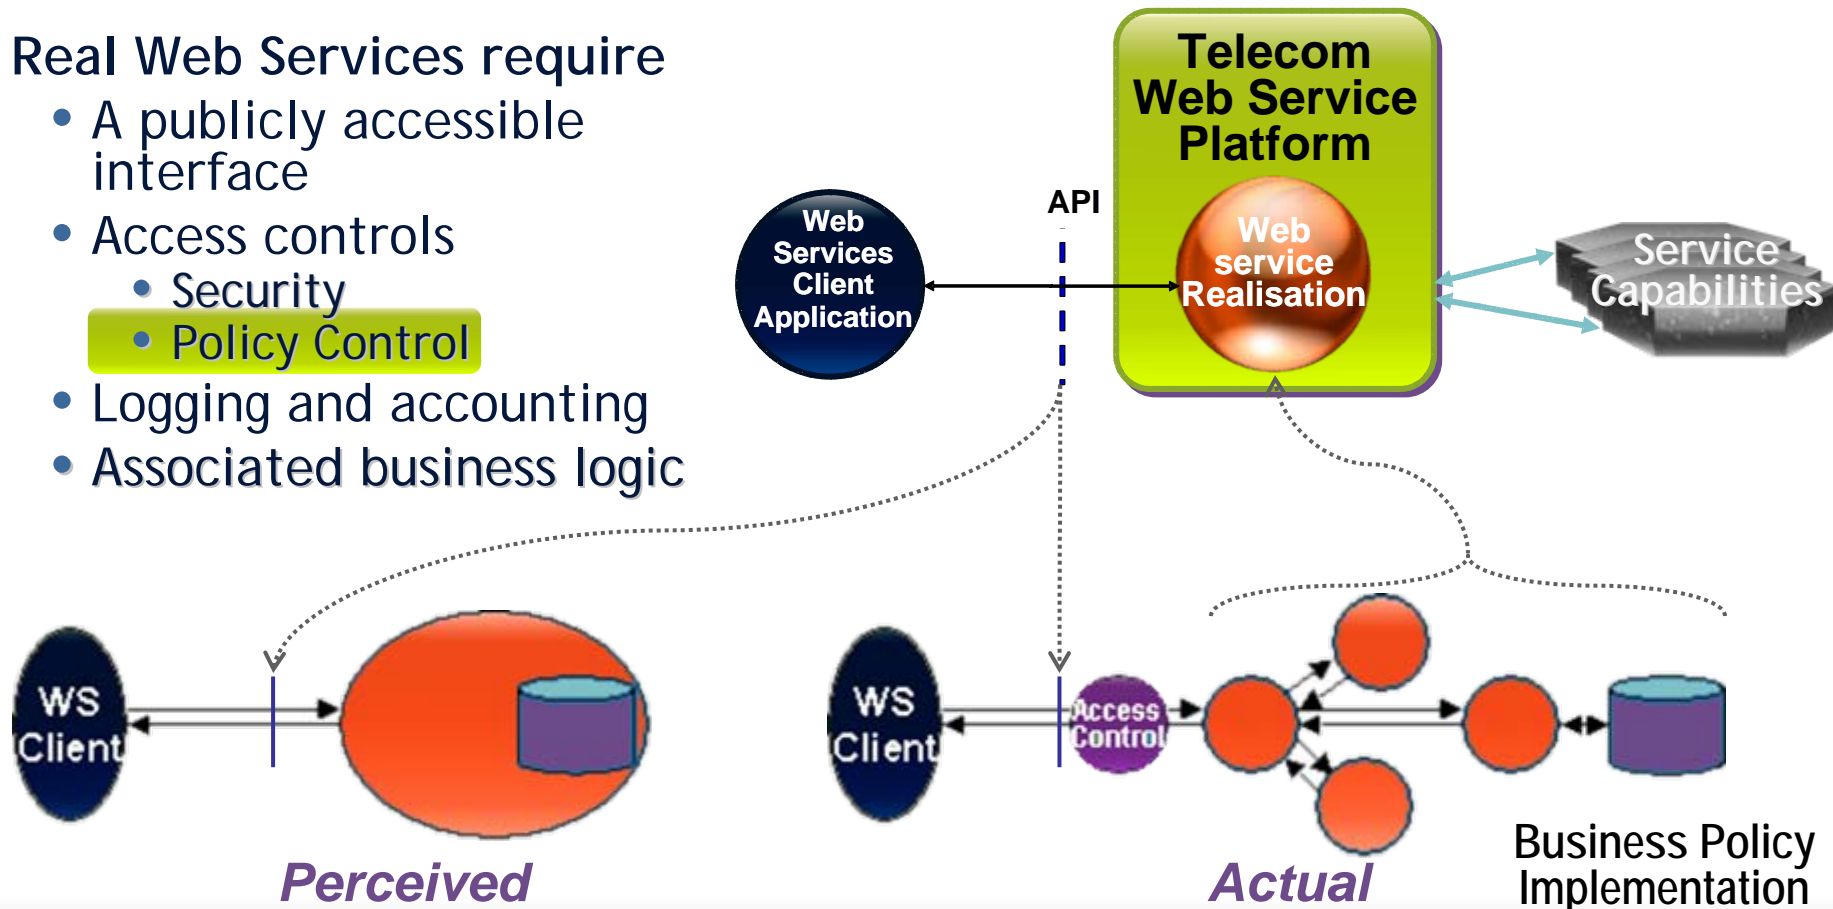 Real Web Services require
• A publicly accessible
interface
• Access controls
• Security
• Policy Control
• Logging and accounting
• Associated business logic
Telecom
Web Service
Platform
API
Web
Services
Client
Application
Web
service
Realisation
Service
Capabilities
WS
Client
Perceived
WS
Client
Access
Control
Actual
Business Policy
Implementation